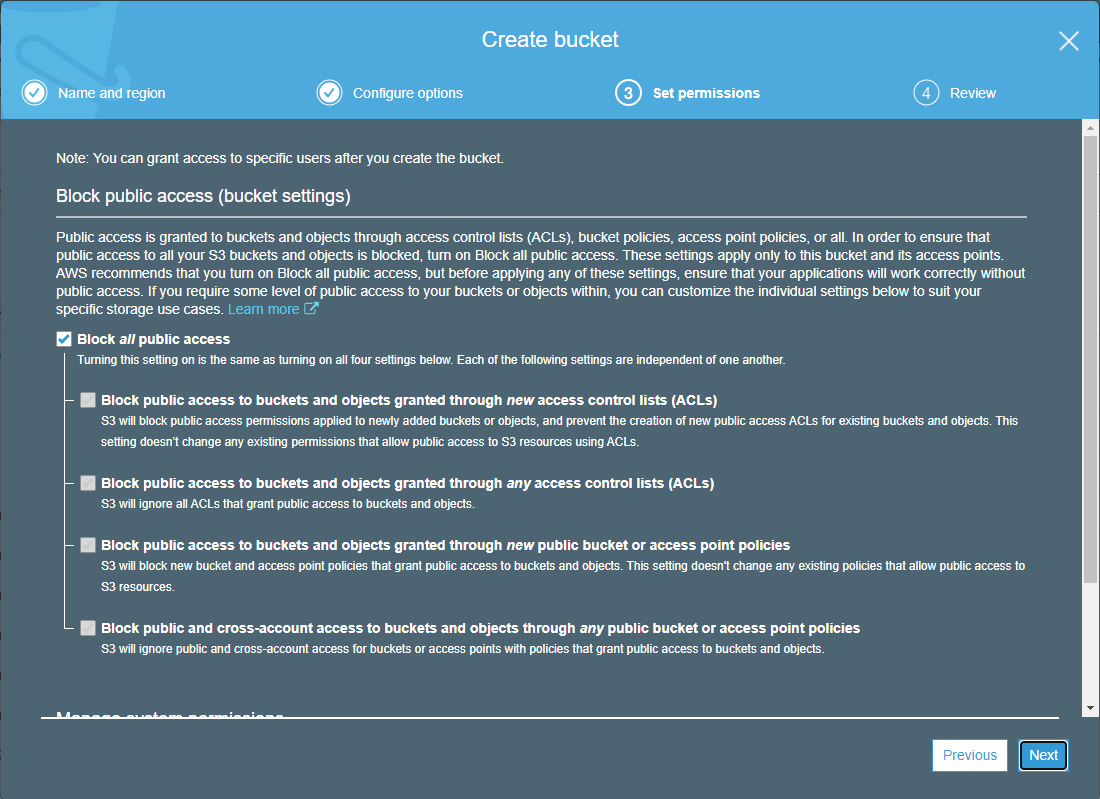 Create bucket
Name and region
Configure options
3 Set permissions
4 Review
Note: You can grant access to specific users after you create the bucket.
Block public access (bucket settings)
Public access is granted to buckets and objects through access control lists (ACLs), bucket policies, access point policies, or all. In order to ensure that
public access to all your S3 buckets and objects is blocked, turn on Block all public access. These settings apply only to this bucket and its access points.
AWS recommends that you turn on Block all public access, but before applying any of these settings, ensure that your applications will work correctly without
public access. If you require some level of public access to your buckets or objects within, you can customize the individual settings below to suit your
specific storage use cases. Learn more
Block all public access
Turning this setting on is the same as turning on all four settings below. Each of the following settings are independent of one another.
Block public access to buckets and objects granted through new access control lists (ACLs)
S3 will block public access permissions applied to newly added buckets or objects, and prevent the creation of new public access ACLs for existing buckets and objects. This
setting doesn't change any existing permissions that allow public access to S3 resources using ACLs.
Block public access to buckets and objects granted through any access control lists (ACLs)
S3 will ignore all ACLs that grant public access to buckets and objects.
Block public access to buckets and objects granted through new public bucket or access point policies
S3 will block new bucket and access point policies that grant public access to buckets and objects. This setting doesn't change any existing policies that allow public access to
S3 resources.
Block public and cross-account access to buckets and objects through any public bucket or access point policies
S3 will ignore public and cross-account access for buckets or access points with policies that grant public access to buckets and objects.
Manage system permissions
Previous
Next